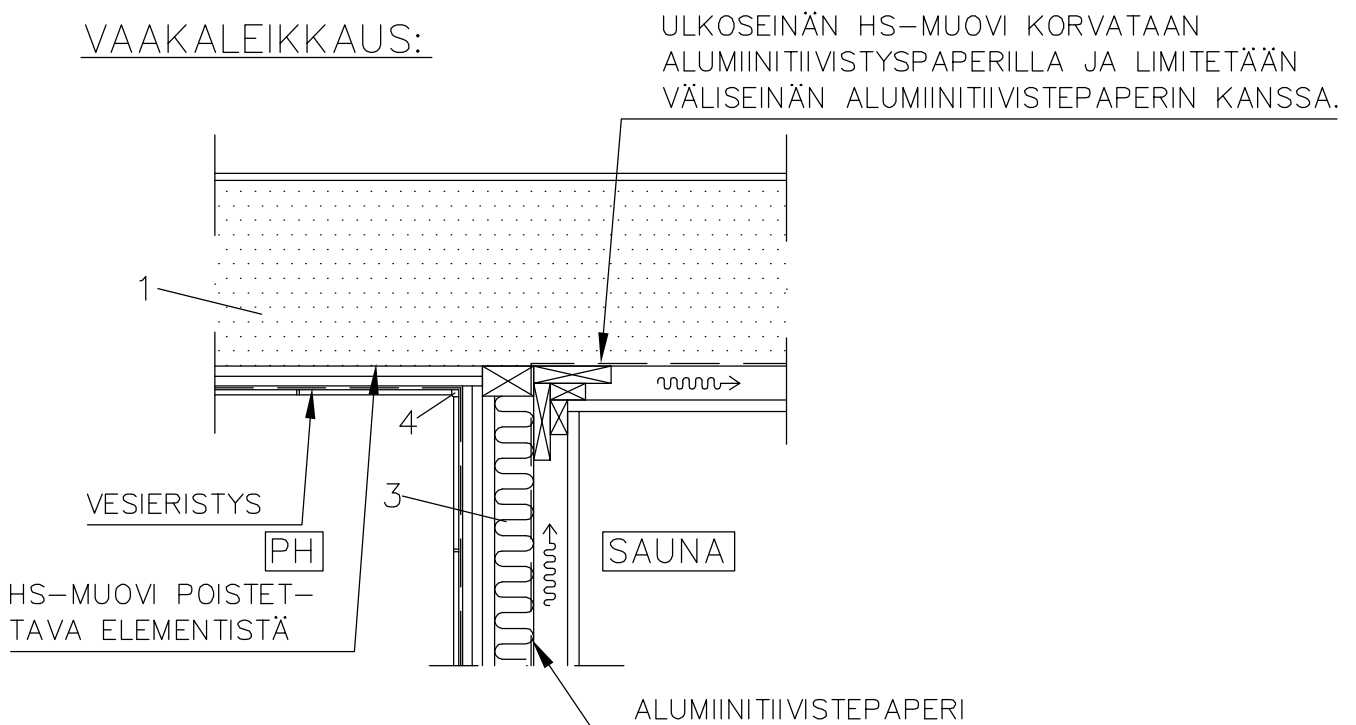 VAAKALEIKKAUS:
ULKOSEINÄN HS-MUOVI KORVATAAN
ALUMIINITIIVISTYSPAPERILLA JA LIMITETÄÄN
VÄLISEINÄN ALUMIINITIIVISTEPAPERIN KANSSA.
1
4
3
VESIERISTYS
PH
SAUNA
HS-MUOVI POISTET-
TAVA ELEMENTISTÄ
ALUMIINITIIVISTEPAPERI